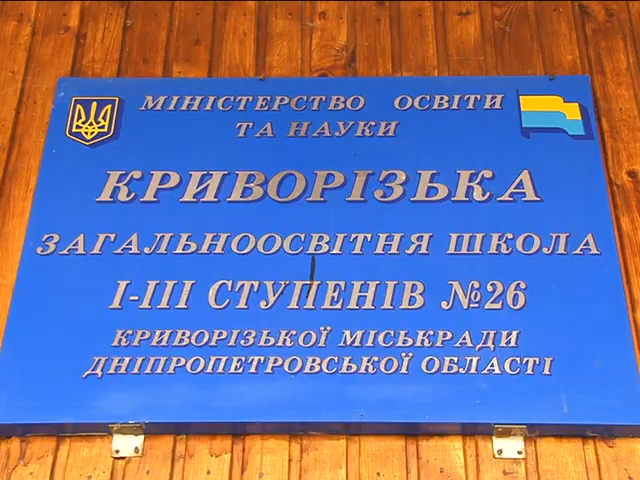 МІНІСТЕРСТВО ОСВІТИ
ТА НАУКИ
КРИВОРІЗЬКА
ЗАГАЛЬНООСВІТНЯ ШКОЛА
І-ІІІ СТУПЕНІВ №26
КРИВОРІЗЬКОЇ МІСЬКРАДИ
ДНІПРОПЕТРОВСЬКОЇ ОБЛАСТІ